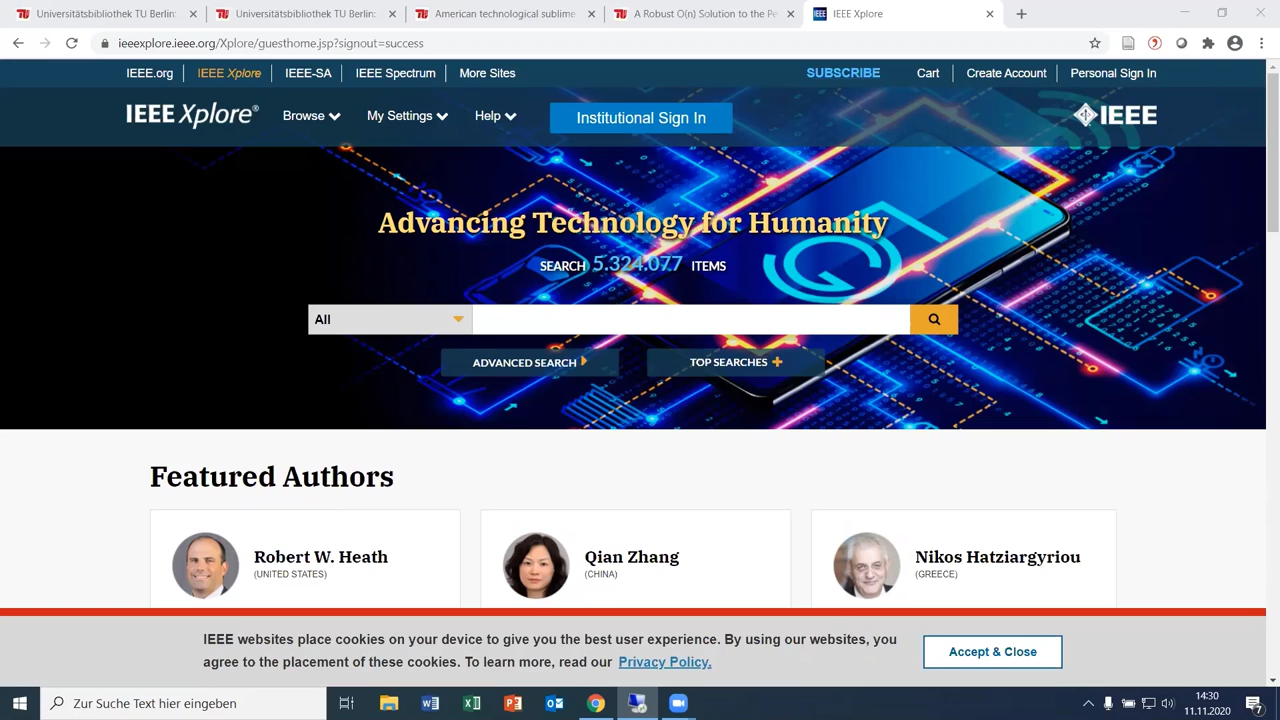 Universitätsbibliothek TU Berlin:
Universitätsbibliothek TU Berlin:
American technological sublime
A Robust O(n) Solution to the Pe
IEEE Xplore
ieeexplore.ieee.org/Xplore/guesthome.jsp?signout=success
IEEE.org
IEEE Xplore
IEEE-SA
IEEE Spectrum
More Sites
SUBSCRIBE
Cart
Create Account
Personal Sign In
IEEE Xplore®
Browse
My Settings
Help
Institutional Sign In
IEEE
Advancing Technology for Humanity
SEARCH 5.324.077 ITEMS
All
ADVANCED SEARCH
TOP SEARCHES
Featured Authors
Robert W. Heath
(UNITED STATES)
Qian Zhang
(CHINA)
Nikos Hatziargyriou
(GREECE)
IEEE websites place cookies on your device to give you the best user experience. By using our websites, you
agree to the placement of these cookies. To learn more, read our Privacy Policy.
Accept & Close
Zur Suche Text hier eingeben
14:30
11.11.2020
7